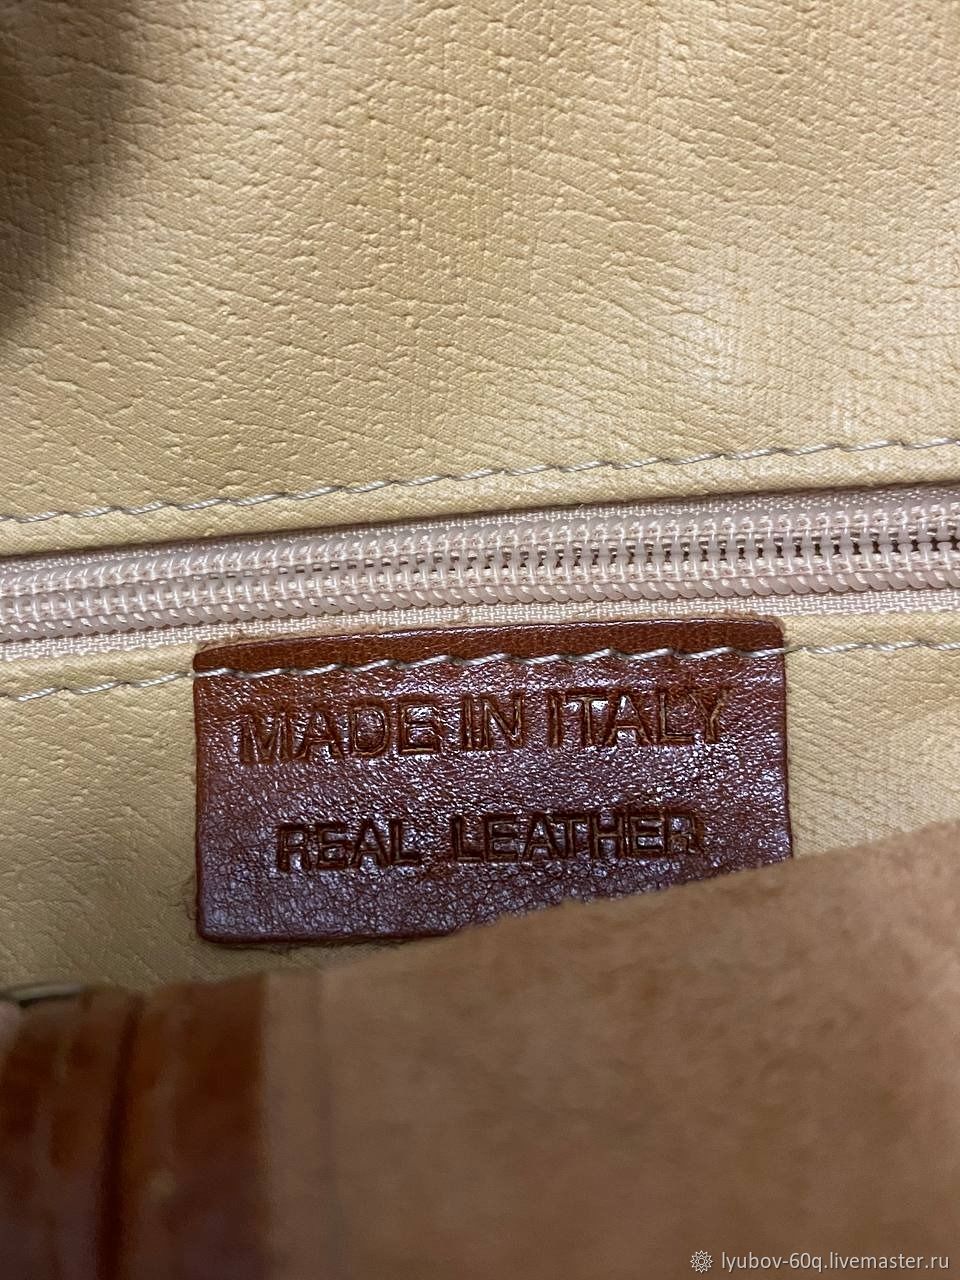 MADE IN ITALY
REAL LEATHER
lyubov-60q.livemaster.ru